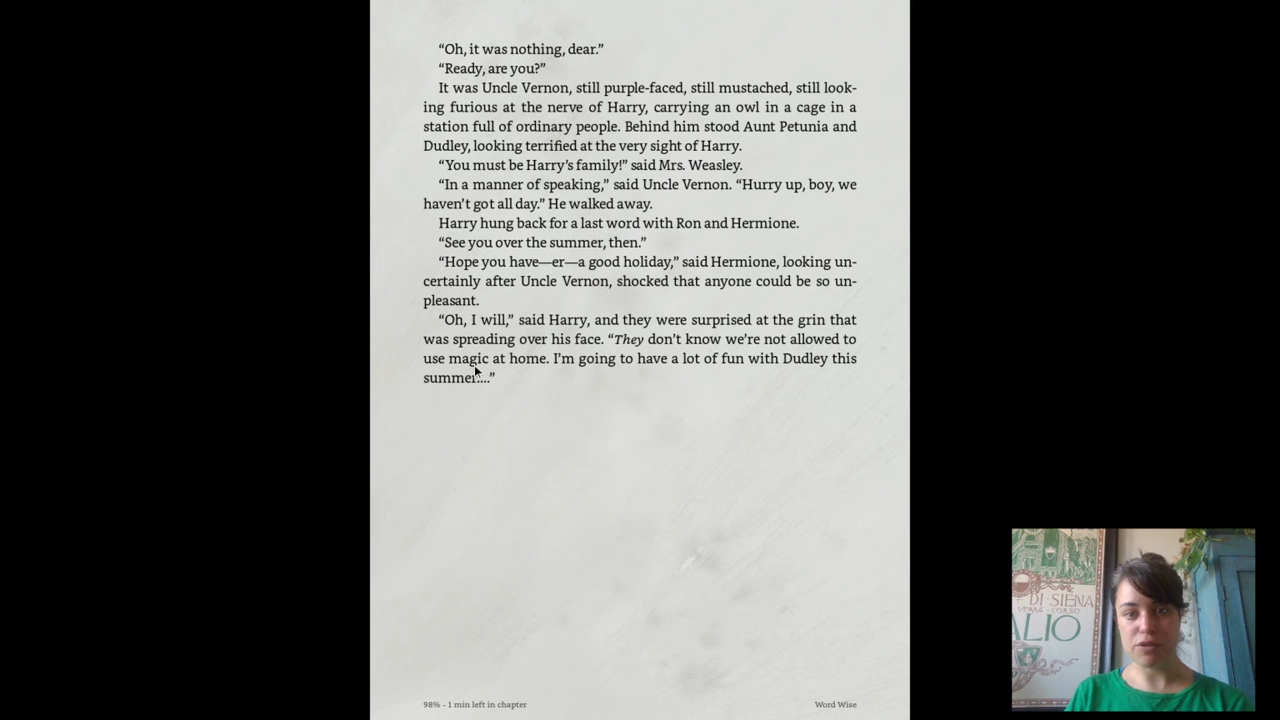 “Oh, it was nothing, dear.”
“Ready, are you?”
It was Uncle Vernon, still purple-faced, still mustached, still look-
ing furious at the nerve of Harry, carrying an owl in a cage in a
station full of ordinary people. Behind him stood Aunt Petunia and
Dudley, looking terrified at the very sight of Harry.
“You must be Harry’s family!” said Mrs. Weasley.
“In a manner of speaking,” said Uncle Vernon. “Hurry up, boy, we
haven’t got all day.” He walked away.
Harry hung back for a last word with Ron and Hermione.
“See you over the summer, then.”
“Hope you have—er—a good holiday,” said Hermione, looking un-
certainly after Uncle Vernon, shocked that anyone could be so un-
pleasant.
“Oh, I will,” said Harry, and they were surprised at the grin that
was spreading over his face. “They don’t know we’re not allowed to
use magic at home. I’m going to have a lot of fun with Dudley this
summer....”
98% - 1 min left in chapter
Word Wise
DI SIENA
CORSO
ALIO